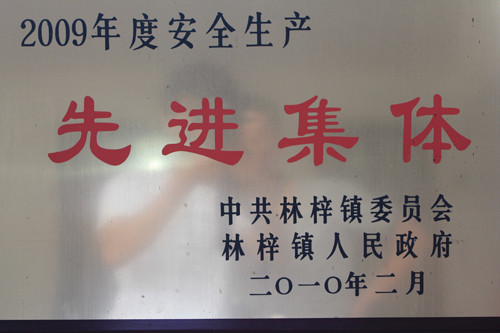 2009年度安全生产
先进集体
中共林梓镇委员会
林梓镇人民政府
二〇一〇年二月